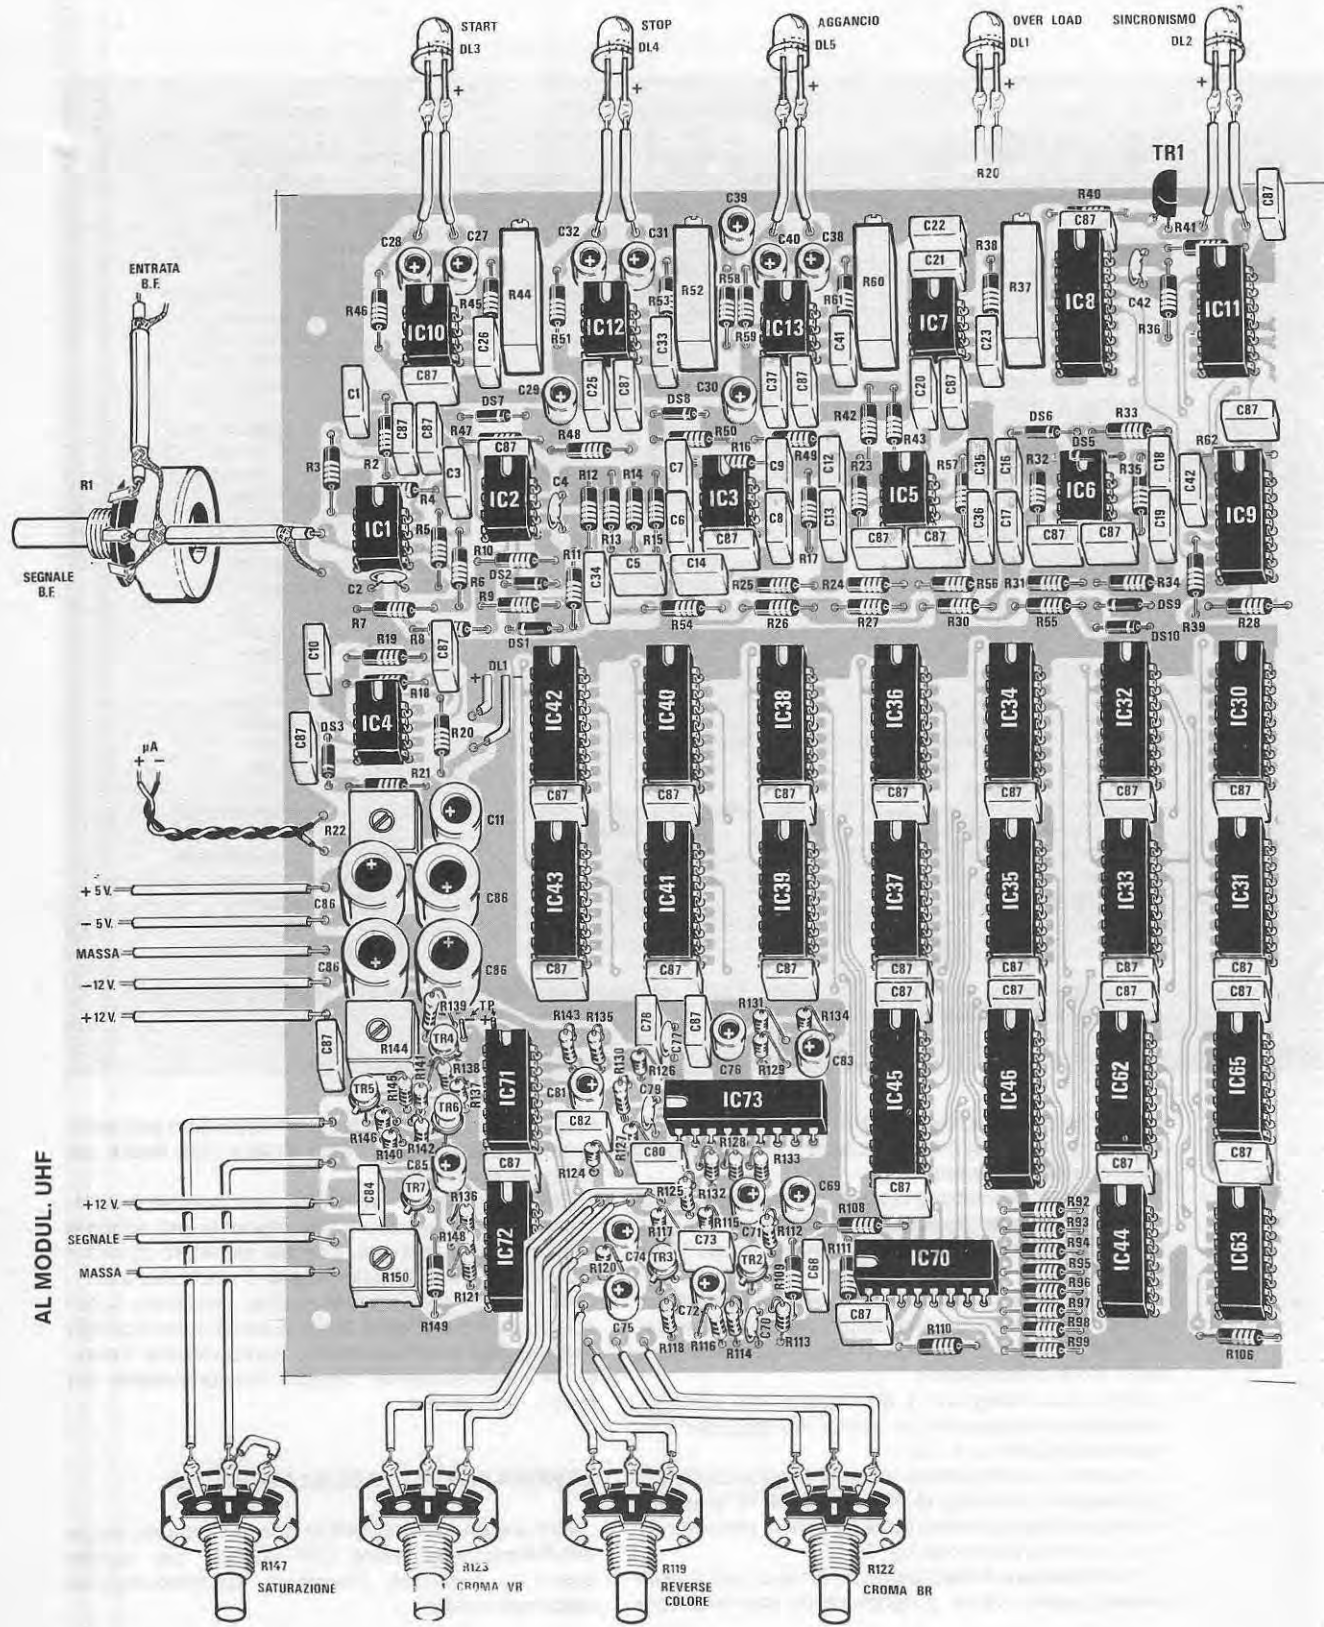 START
DL3
STOP
DL4
AGGANCIO
DL5
OVER LOAD
DL1
SINCRONISMO
DL2
+
+
+
+
+
R20
TR1
C39
R40
C87
C87
R41
ENTRATA
B.F.
C28
C27
C32
C31
C40
C38
C22
C21
R38
R46
R45
R44
R53
R52
R58
R61
R60
R37
IC8
C42
IC11
IC10
C26
R51
IC12
C33
R59
IC13
C41
IC7
C23
R36
C1
C87
C29
C25
C87
C30
C37
C87
C20
C87
DS7
DS8
R42
R43
DS6
R33
C87
R3
R2
C87
C87
R47
C87
R48
R50
R16
R49
DS5
R62
R1
R4
C3
IC2
C4
R12
R14
C7
IC3
C9
C12
R23
IC5
R57
C35
C16
R32
IC6
R35
C18
C42
IC9
IC1
R5
R10
R13
R15
C6
C87
C8
R17
C13
C87
C87
C36
C17
C87
C87
C19
SEGNALE
B.F.
C2
R6
DS2
R9
R11
C34
C5
C14
R25
R24
R56
R31
R34
R7
R54
R26
R27
R30
R55
DS9
R39
R28
C10
R19
R8
C87
DS1
DS10
R18
DL1
+
-
IC4
C87
DS3
R20
IC42
IC40
IC38
IC36
IC34
IC32
IC30
µA
+ -
R21
C87
C87
C87
C87
C87
C87
C87
R22
C11
IC43
IC41
IC39
IC37
IC35
IC33
IC31
+ 5V.
C86
C86
- 5V.
MASSA
C86
C86
C87
C87
C87
C87
C87
C87
C87
-12 V.
C87
C87
C87
C87
+12 V.
R139
T.P.
+
C87
R144
TR4
R143
R135
C78
C77
C87
C76
R131
R134
R129
C83
R138
R137
IC71
R130
R126
TR5
R145
R141
TR6
C81
C79
IC73
IC45
IC46
IC62
IC65
C82
R146
R140
R142
R127
R128
R133
C85
C87
R124
C80
C87
C87
C87
C84
TR7
R136
R125
R132
C69
+12 V.
R148
R117
R115
C71
R112
R108
R92
SEGNALE
IC72
C74
C73
R93
R94
MASSA
R150
R120
TR3
TR2
R109
C68
R111
IC70
R95
R96
IC44
IC63
R121
C72
R97
R149
C75
R118
R116
R114
C70
R113
C87
R110
R98
R99
R106
AL MODUL. UHF
R147
SATURAZIONE
R123
CROMA VR
R119
REVERSE
COLORE
R122
CROMA BR